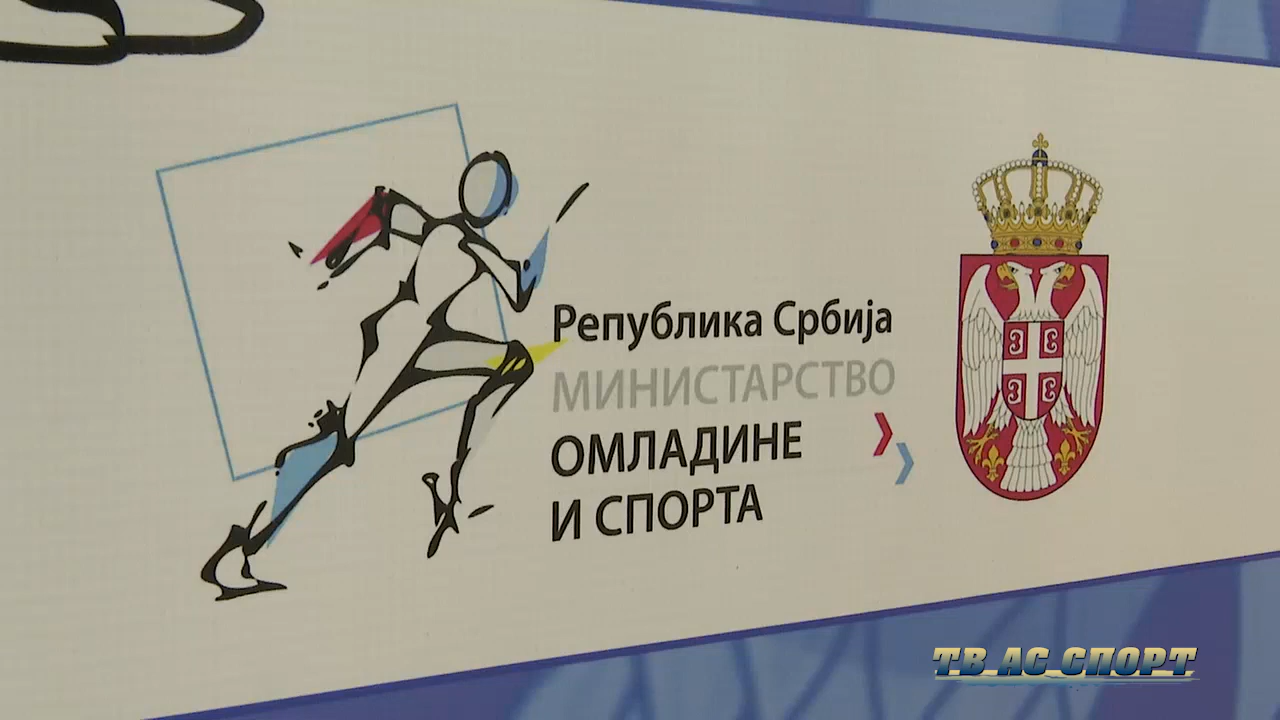 Република Србија
МИНИСТАРСТВО
ОМЛАДИНЕ
И СПОРТА
ТВ АС СПОРТ